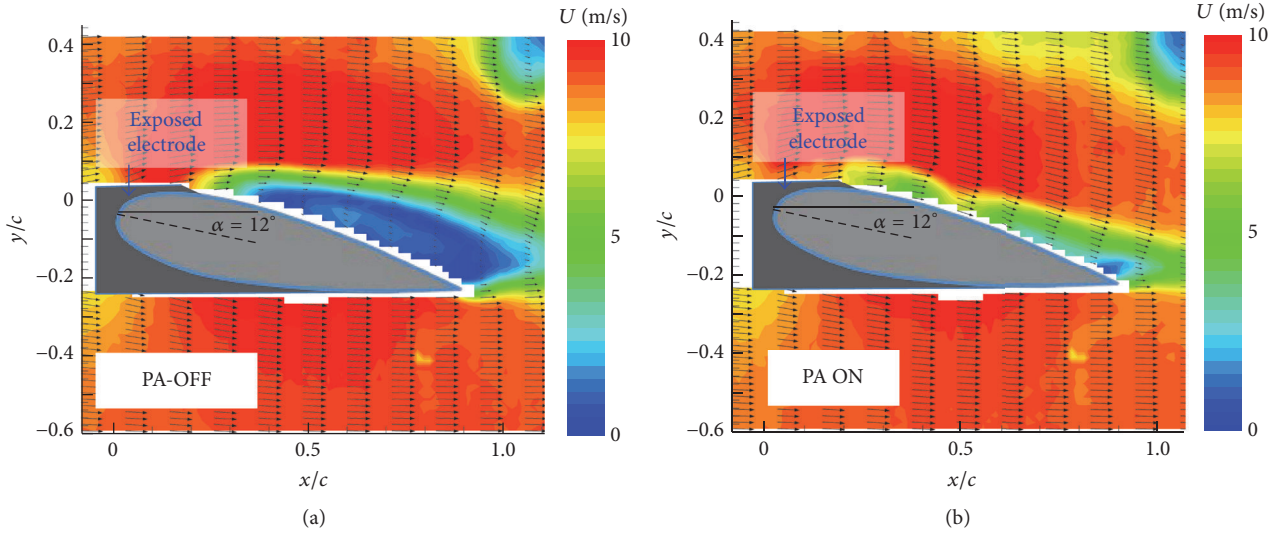 U (m/s)
10
5
0
0.4
0.2
0
−0.2
−0.4
−0.6
y/c
Exposed
electrode
α = 12°
PA-OFF
0
0.5
1.0
x/c
(a)
U (m/s)
10
5
0
0.4
0.2
0
−0.2
−0.4
−0.6
y/c
Exposed
electrode
α = 12°
PA ON
0
0.5
1.0
x/c
(b)